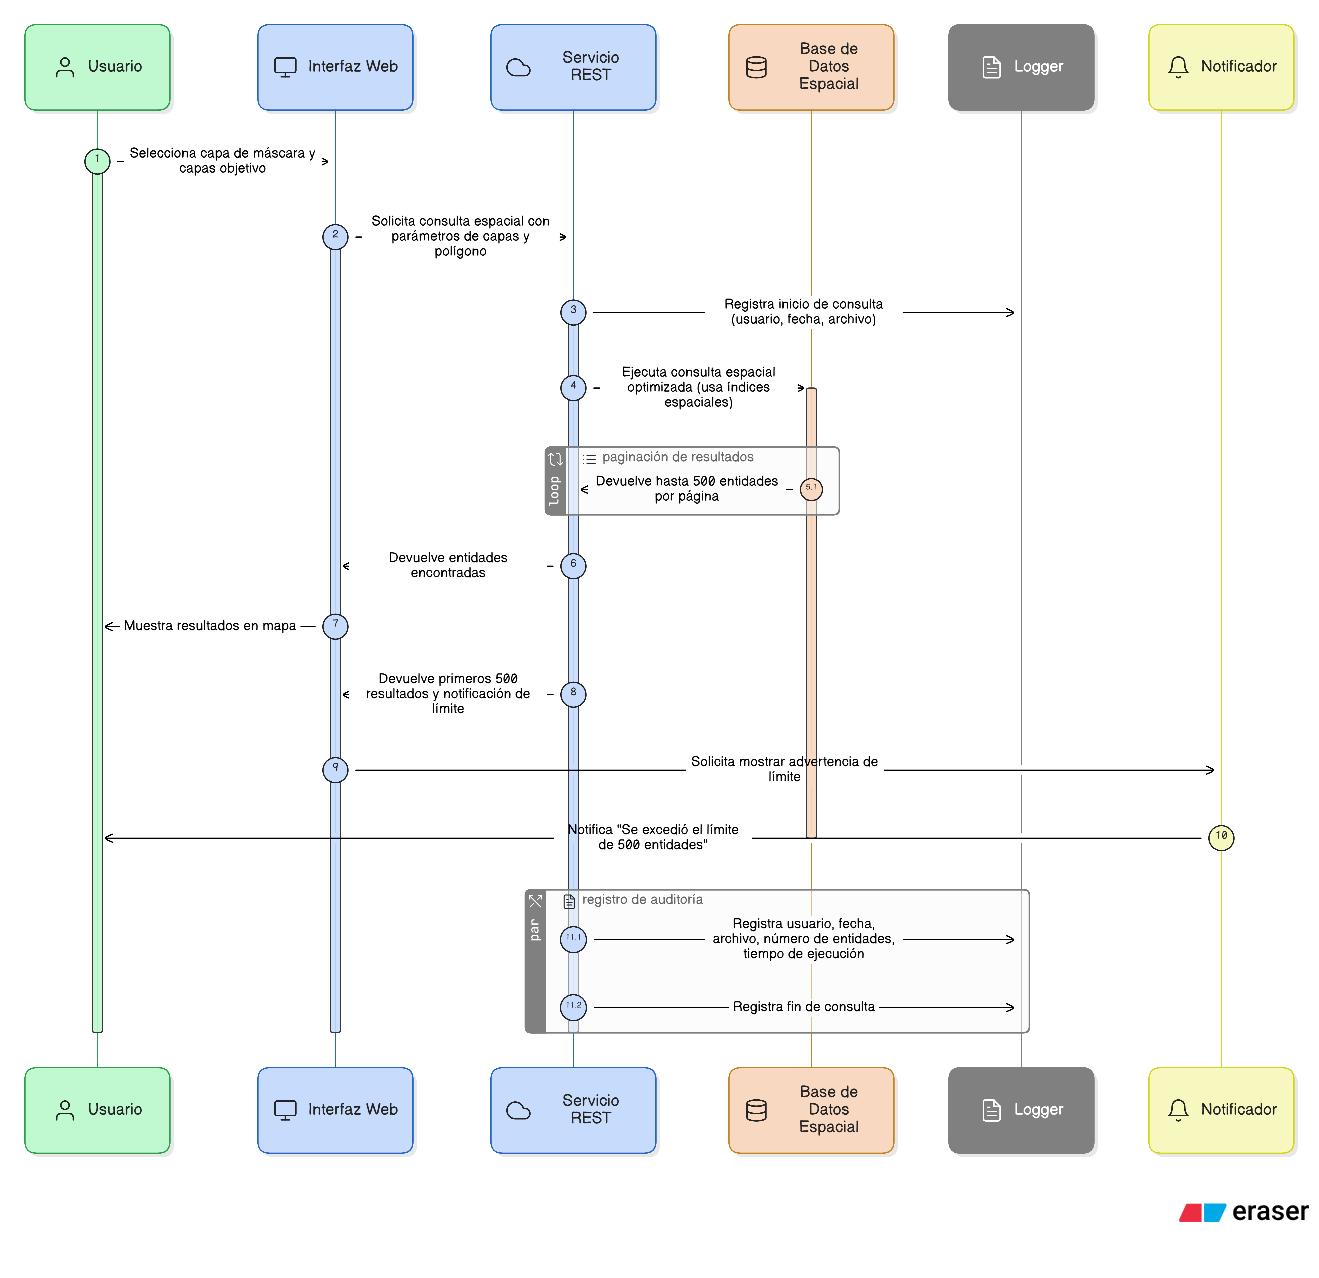 Usuario
Interfaz Web
Servicio
REST
Base de
Datos
Espacial
Logger
Notificador
1
Selecciona capa de máscara y
capas objetivo
2
Solicita consulta espacial con
parámetros de capas y
polígono
3
Registra inicio de consulta
(usuario, fecha, archivo)
4
Ejecuta consulta espacial
optimizada (usa índices
espaciales)
loop
paginación de resultados
Devuelve hasta 500 entidades
por página
5.1
Devuelve entidades
encontradas
6
Muestra resultados en mapa
7
Devuelve primeros 500
resultados y notificación de
límite
8
9
Solicita mostrar advertencia de
límite
Notifica "Se excedió el límite
de 500 entidades"
10
par
registro de auditoría
11.1
Registra usuario, fecha,
archivo, número de entidades,
tiempo de ejecución
11.2
Registra fin de consulta
Usuario
Interfaz Web
Servicio
REST
Base de
Datos
Espacial
Logger
Notificador
eraser